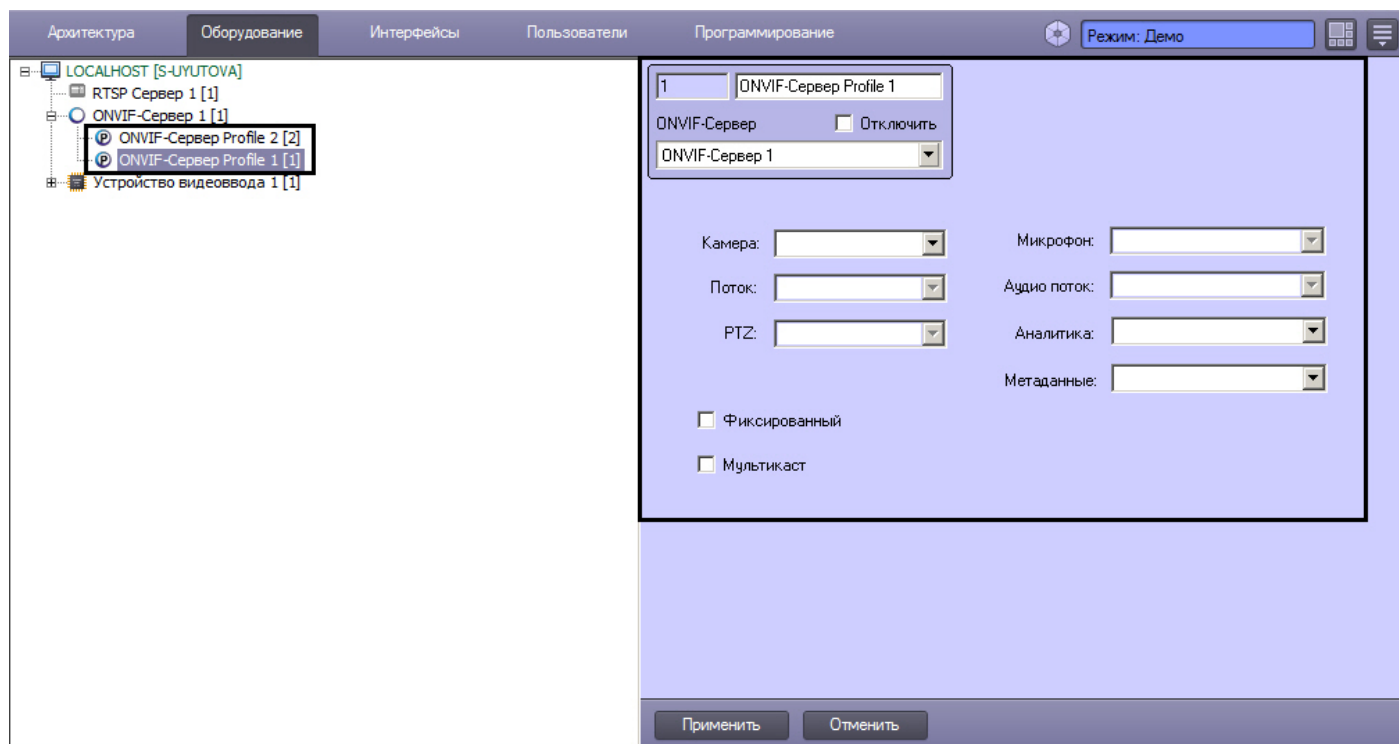 Архитектура Оборудование Интерфейсы Пользователи Программирование Режим: Демо
LOCALHOST [S-UYUTOVA]
RTSP Сервер 1 [1]
ONVIF-Сервер 1 [1]
ONVIF-Сервер Profile 2 [2]
ONVIF-Сервер Profile 1 [1]
Устройство видеоввода 1 [1]
1 ONVIF-Сервер Profile 1
ONVIF-Сервер Отключить
ONVIF-Сервер 1
Камера: Микрофон:
Поток: Аудио поток:
PTZ: Аналитика:
Метаданные:
Фиксированный
Мультикаст
Применить Отменить